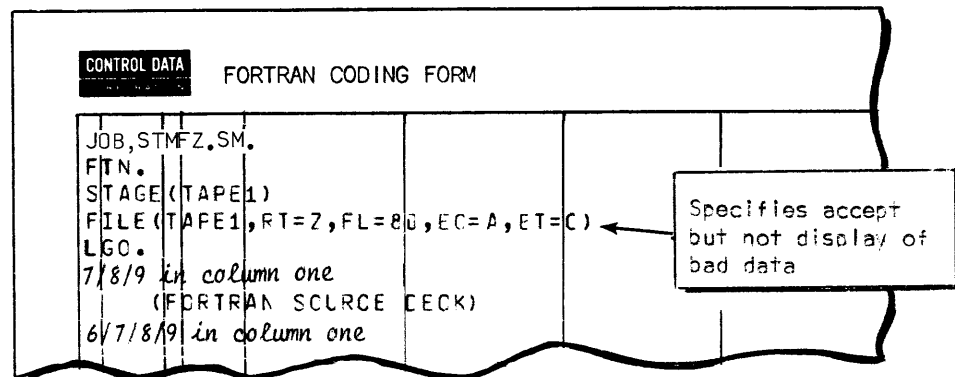 CONTROL DATA
FORTRAN CODING FORM
JOB,STMFZ.SM.
FTN.
STAGE(TAPE1)
FILE(TAPE1,RT=Z,FL=80,EC=A,ET=C)
LGO.
7/8/9 in column one
(FORTRAN SOURCE DECK)
6/7/8/9 in column one
Specifies accept
but not display of
bad data